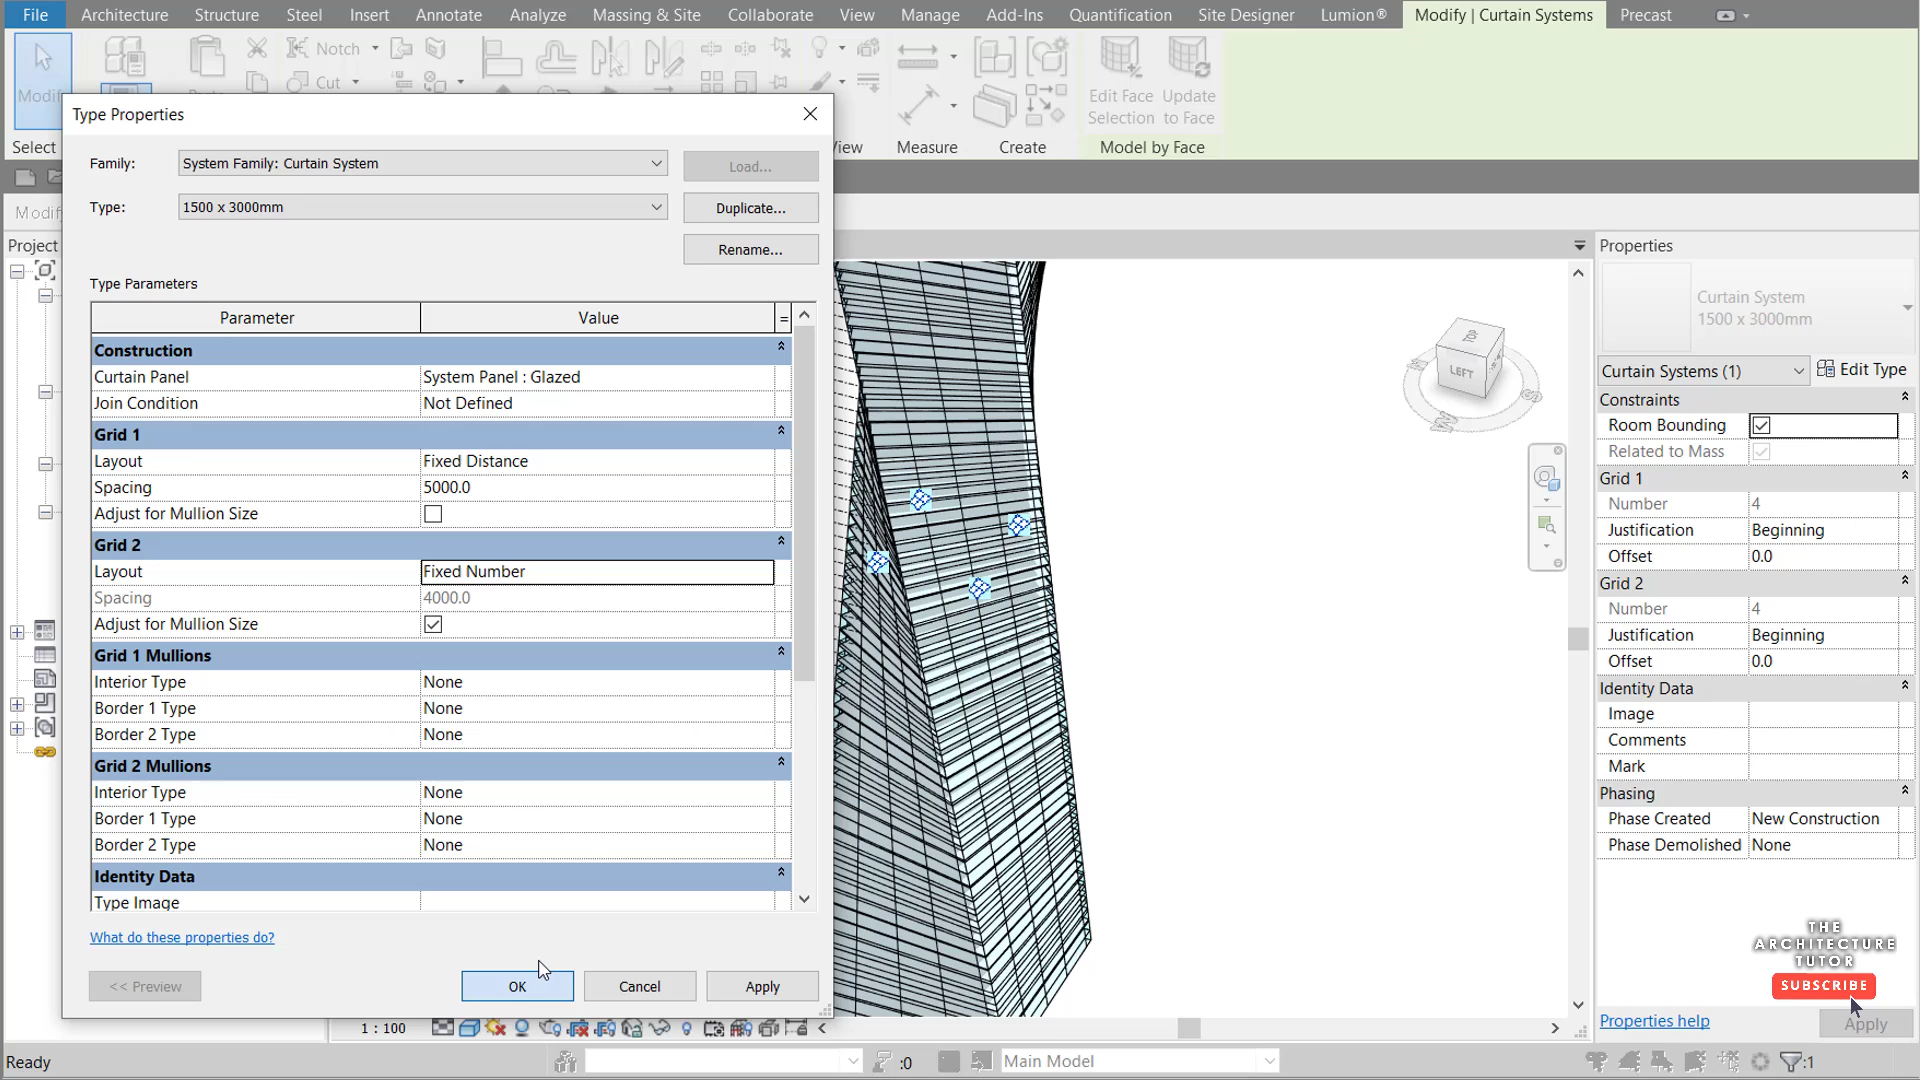 File Architecture Structure Steel Insert Annotate Analyze Massing & Site Collaborate View Manage Add-Ins Quantification Site Designer Lumion® Modify | Curtain Systems Precast
Notch
Cut
Edit Face Selection
Update to Face
Select
Measure
Create
Model by Face
Type Properties
Family: System Family: Curtain System Load...
Type: 1500 x 3000mm Duplicate...
Rename...
Type Parameters
Parameter Value =
Construction
Curtain Panel System Panel : Glazed
Join Condition Not Defined
Grid 1
Layout Fixed Distance
Spacing 5000.0
Adjust for Mullion Size
Grid 2
Layout Fixed Number
Spacing 4000.0
Adjust for Mullion Size
Grid 1 Mullions
Interior Type None
Border 1 Type None
Border 2 Type None
Grid 2 Mullions
Interior Type None
Border 1 Type None
Border 2 Type None
Identity Data
Type Image
What do these properties do?
<< Preview OK Cancel Apply
Project
TOP
LEFT
Properties
Curtain System
1500 x 3000mm
Curtain Systems (1) Edit Type
Constraints
Room Bounding
Related to Mass
Grid 1
Number 4
Justification Beginning
Offset 0.0
Grid 2
Number 4
Justification Beginning
Offset 0.0
Identity Data
Image
Comments
Mark
Phasing
Phase Created New Construction
Phase Demolished None
THE
ARCHITECTURE
TUTOR
SUBSCRIBE
Properties help Apply
1 : 100
Ready :0 Main Model :1